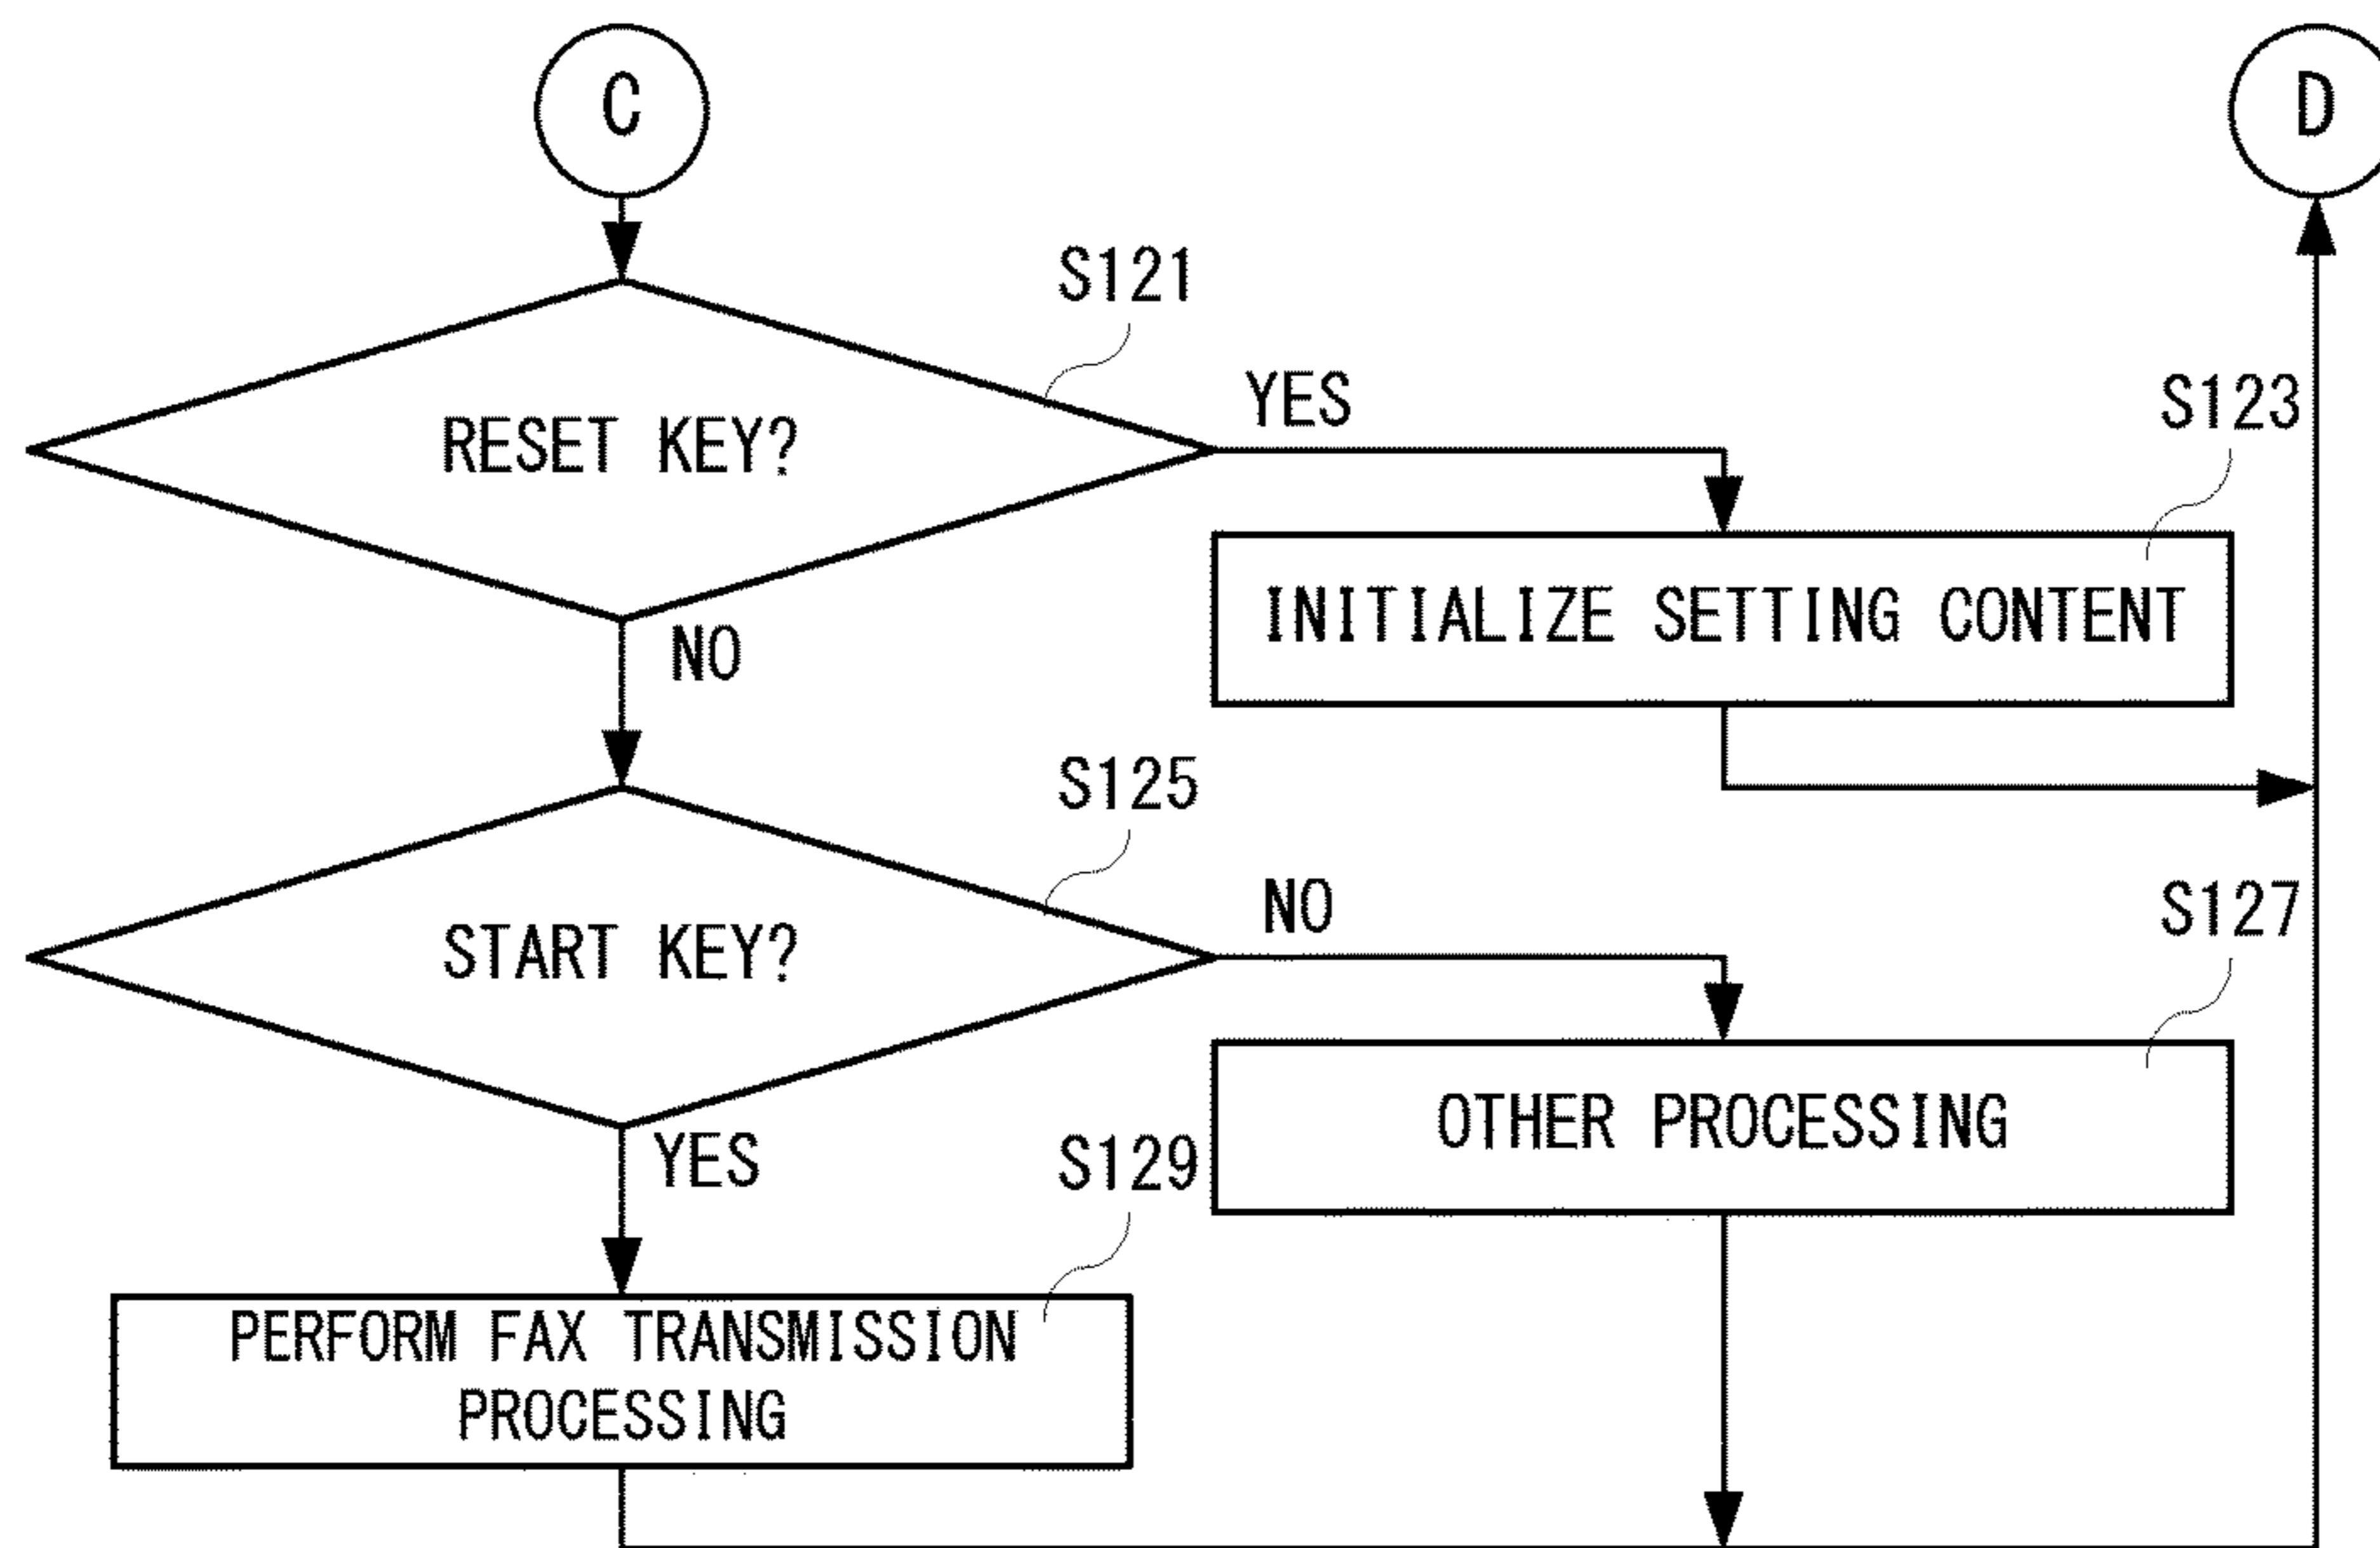 C
D
S121
RESET KEY?
YES
S123
INITIALIZE SETTING CONTENT
NO
S125
START KEY?
NO
S127
OTHER PROCESSING
YES
S129
PERFORM FAX TRANSMISSION
PROCESSING